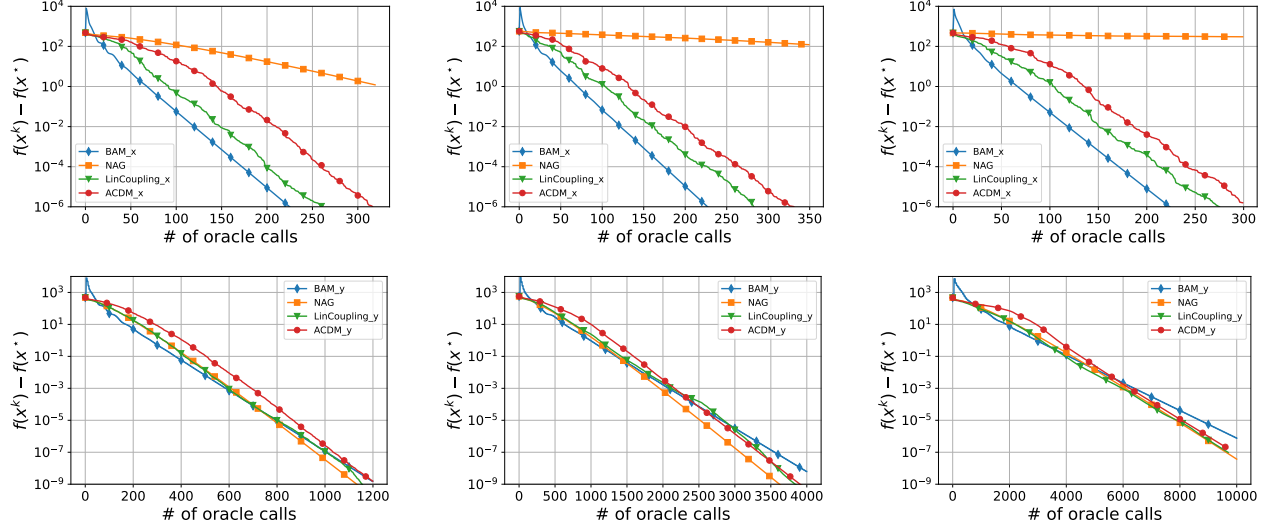 10^4
10^2
10^0
10^−2
10^−4
10^−6
f(x^k) − f(x^⋆)
BAM_x
NAG
LinCoupling_x
ACDM_x
0 50 100 150 200 250 300
# of oracle calls
10^4
10^2
10^0
10^−2
10^−4
10^−6
f(x^k) − f(x^⋆)
BAM_x
NAG
LinCoupling_x
ACDM_x
0 50 100 150 200 250 300 350
# of oracle calls
10^4
10^2
10^0
10^−2
10^−4
10^−6
f(x^k) − f(x^⋆)
BAM_x
NAG
LinCoupling_x
ACDM_x
0 50 100 150 200 250 300
# of oracle calls
10^3
10^1
10^−1
10^−3
10^−5
10^−7
10^−9
f(x^k) − f(x^⋆)
BAM_y
NAG
LinCoupling_y
ACDM_y
0 200 400 600 800 1000 1200
# of oracle calls
10^3
10^1
10^−1
10^−3
10^−5
10^−7
10^−9
f(x^k) − f(x^⋆)
BAM_y
NAG
LinCoupling_y
ACDM_y
0 500 1000 1500 2000 2500 3000 3500 4000
# of oracle calls
10^3
10^1
10^−1
10^−3
10^−5
10^−7
10^−9
f(x^k) − f(x^⋆)
BAM_y
NAG
LinCoupling_y
ACDM_y
0 2000 4000 6000 8000 10000
# of oracle calls